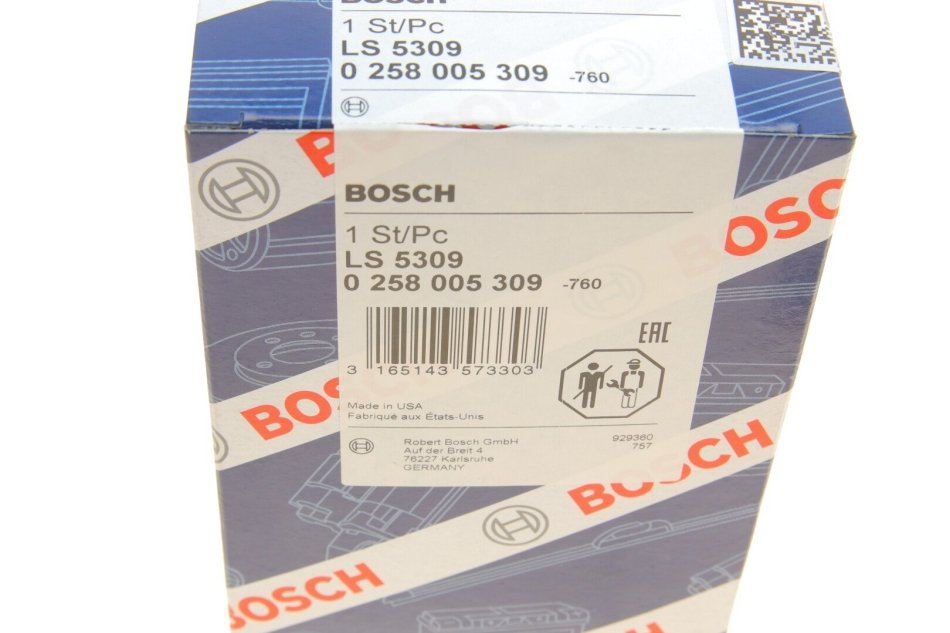 BOSCH
1 St/Pc
LS 5309
0 258 005 309 -760
BOSCH
1 St/Pc
LS 5309
0 258 005 309 -760
3 165143 573303
EAC
Made in USA
Fabriqué aux États-Unis
Robert Bosch GmbH
Auf der Breit 4
76227 Karlsruhe
GERMANY
929360
757
BOSC
BO
BOSCH
BOSCH